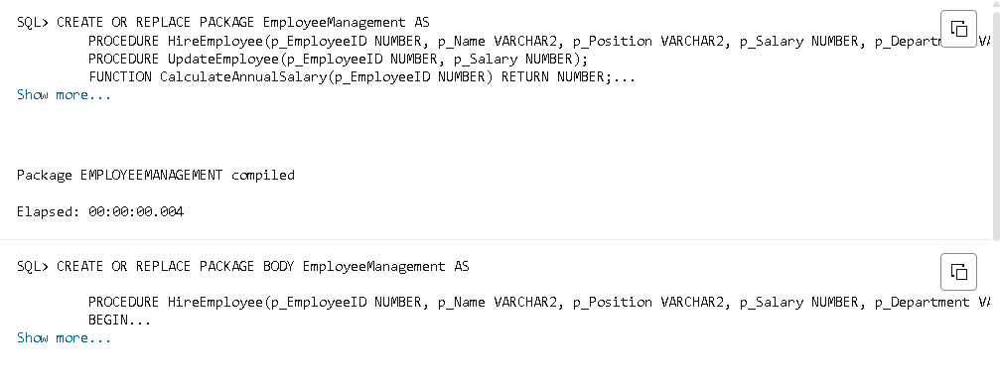 SQL> CREATE OR REPLACE PACKAGE EmployeeManagement AS
PROCEDURE HireEmployee(p_EmployeeID NUMBER, p_Name VARCHAR2, p_Position VARCHAR2, p_Salary NUMBER, p_Departm VA
PROCEDURE UpdateEmployee(p_EmployeeID NUMBER, p_Salary NUMBER);
FUNCTION CalculateAnnualSalary(p_EmployeeID NUMBER) RETURN NUMBER;...
Show more...
Package EMPLOYEEMANAGEMENT compiled
Elapsed: 00:00:00.004
SQL> CREATE OR REPLACE PACKAGE BODY EmployeeManagement AS
PROCEDURE HireEmployee(p_EmployeeID NUMBER, p_Name VARCHAR2, p_Position VARCHAR2, p_Salary NUMBER, p_Department VA
BEGIN...
Show more...